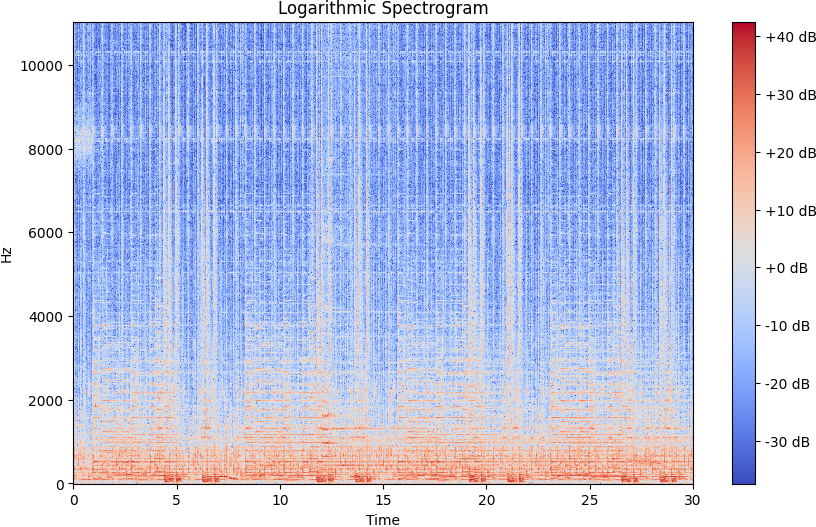 Logarithmic Spectrogram
Hz
10000
8000
6000
4000
2000
0
0 5 10 15 20 25 30
Time
+40 dB
+30 dB
+20 dB
+10 dB
+0 dB
-10 dB
-20 dB
-30 dB